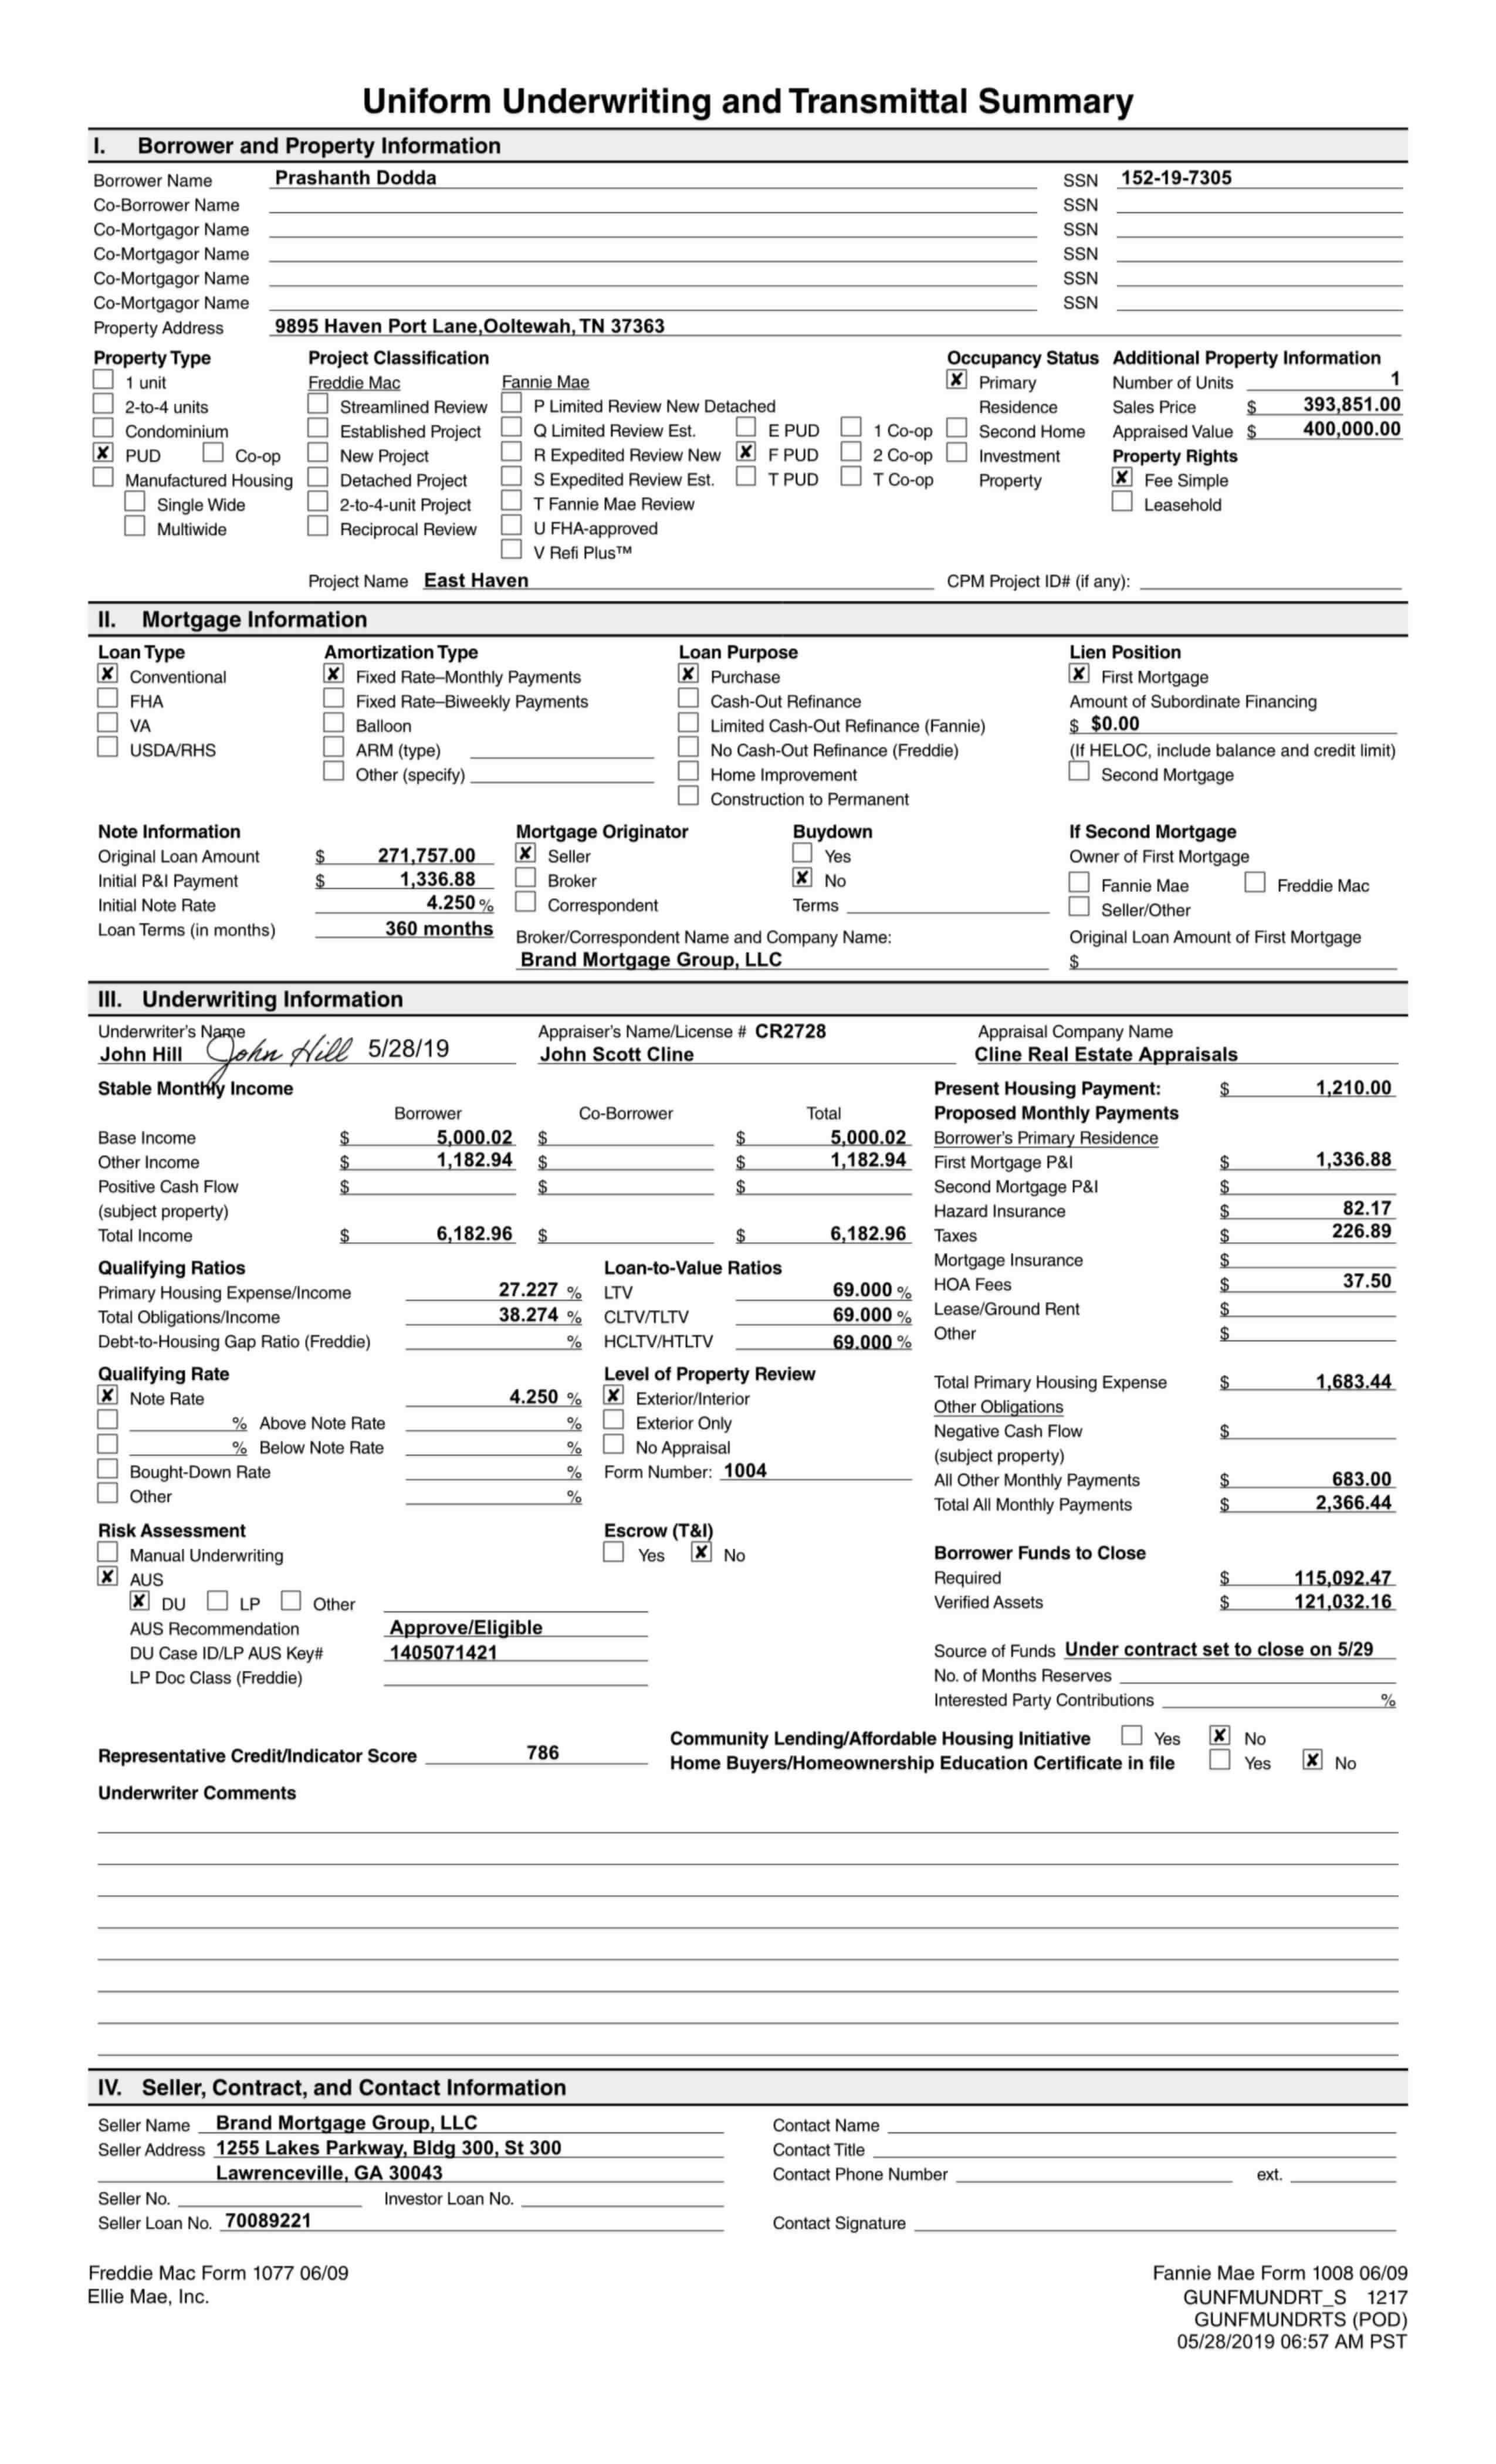 Uniform Underwriting and Transmittal Summary
I. Borrower and Property Information
Borrower Name Prashanth Dodda SSN 152-19-7305
Co-Borrower Name SSN
Co-Mortgagor Name SSN
Co-Mortgagor Name SSN
Co-Mortgagor Name SSN
Co-Mortgagor Name SSN
Property Address 9895 Haven Port Lane,Ooltewah, TN 37363
Property Type Project Classification Occupancy Status Additional Property Information
1 unit Freddie Mac Fannie Mae ✘ Primary Number of Units 1
2-to-4 units Streamlined Review P Limited Review New Detached Residence Sales Price $ 393,851.00
Condominium Established Project Q Limited Review Est. E PUD 1 Co-op Second Home Appraised Value $ 400,000.00
✘ PUD Co-op New Project R Expedited Review New ✘ F PUD 2 Co-op Investment Property Rights
Manufactured Housing Detached Project S Expedited Review Est. T PUD T Co-op Property ✘ Fee Simple
Single Wide 2-to-4-unit Project T Fannie Mae Review Leasehold
Multiwide Reciprocal Review U FHA-approved
V Refi Plus™
Project Name East Haven CPM Project ID# (if any):
II. Mortgage Information
Loan Type Amortization Type Loan Purpose Lien Position
✘ Conventional ✘ Fixed Rate–Monthly Payments ✘ Purchase ✘ First Mortgage
FHA Fixed Rate–Biweekly Payments Cash-Out Refinance Amount of Subordinate Financing
VA Balloon Limited Cash-Out Refinance (Fannie) $ $0.00
USDA/RHS ARM (type) No Cash-Out Refinance (Freddie) (If HELOC, include balance and credit limit)
Other (specify) Home Improvement Second Mortgage
Construction to Permanent
Note Information Mortgage Originator Buydown If Second Mortgage
Original Loan Amount $ 271,757.00 ✘ Seller Yes Owner of First Mortgage
Initial P&I Payment $ 1,336.88 Broker ✘ No Fannie Mae Freddie Mac
Initial Note Rate 4.250 % Correspondent Terms Seller/Other
Loan Terms (in months) 360 months Broker/Correspondent Name and Company Name: Original Loan Amount of First Mortgage
Brand Mortgage Group, LLC $
III. Underwriting Information
Underwriter's Name Appraiser's Name/License # CR2728 Appraisal Company Name
John Hill John Hill 5/28/19 John Scott Cline Cline Real Estate Appraisals
Stable Monthly Income Present Housing Payment: $ 1,210.00
Borrower Co-Borrower Total Proposed Monthly Payments
Base Income $ 5,000.02 $ $ 5,000.02 Borrower's Primary Residence
Other Income $ 1,182.94 $ $ 1,182.94 First Mortgage P&I $ 1,336.88
Positive Cash Flow $ $ $ Second Mortgage P&I $
(subject property) Hazard Insurance $ 82.17
Total Income $ 6,182.96 $ $ 6,182.96 Taxes $ 226.89
Qualifying Ratios Loan-to-Value Ratios Mortgage Insurance $
Primary Housing Expense/Income 27.227 % LTV 69.000 % HOA Fees $ 37.50
Total Obligations/Income 38.274 % CLTV/TLTV 69.000 % Lease/Ground Rent $
Debt-to-Housing Gap Ratio (Freddie) % HCLTV/HTLTV 69.000 % Other $
Qualifying Rate Level of Property Review Total Primary Housing Expense $ 1,683.44
✘ Note Rate 4.250 % ✘ Exterior/Interior Other Obligations
% Above Note Rate % Exterior Only Negative Cash Flow $
% Below Note Rate % No Appraisal (subject property)
Bought-Down Rate % Form Number: 1004 All Other Monthly Payments $ 683.00
Other % Total All Monthly Payments $ 2,366.44
Risk Assessment Escrow (T&I)
Manual Underwriting Yes ✘ No Borrower Funds to Close
✘ AUS Required $ 115,092.47
✘ DU LP Other Verified Assets $ 121,032.16
AUS Recommendation Approve/Eligible
DU Case ID/LP AUS Key# 1405071421 Source of Funds Under contract set to close on 5/29
LP Doc Class (Freddie) No. of Months Reserves
Interested Party Contributions %
Community Lending/Affordable Housing Initiative Yes ✘ No
Representative Credit/Indicator Score 786 Home Buyers/Homeownership Education Certificate in file Yes ✘ No
Underwriter Comments
IV. Seller, Contract, and Contact Information
Seller Name Brand Mortgage Group, LLC Contact Name
Seller Address 1255 Lakes Parkway, Bldg 300, St 300 Contact Title
Lawrenceville, GA 30043 Contact Phone Number ext.
Seller No. Investor Loan No.
Seller Loan No. 70089221 Contact Signature
Freddie Mac Form 1077 06/09 Fannie Mae Form 1008 06/09
Ellie Mae, Inc. GUNFMUNDRT_S 1217
GUNFMUNDRTS (POD)
05/28/2019 06:57 AM PST